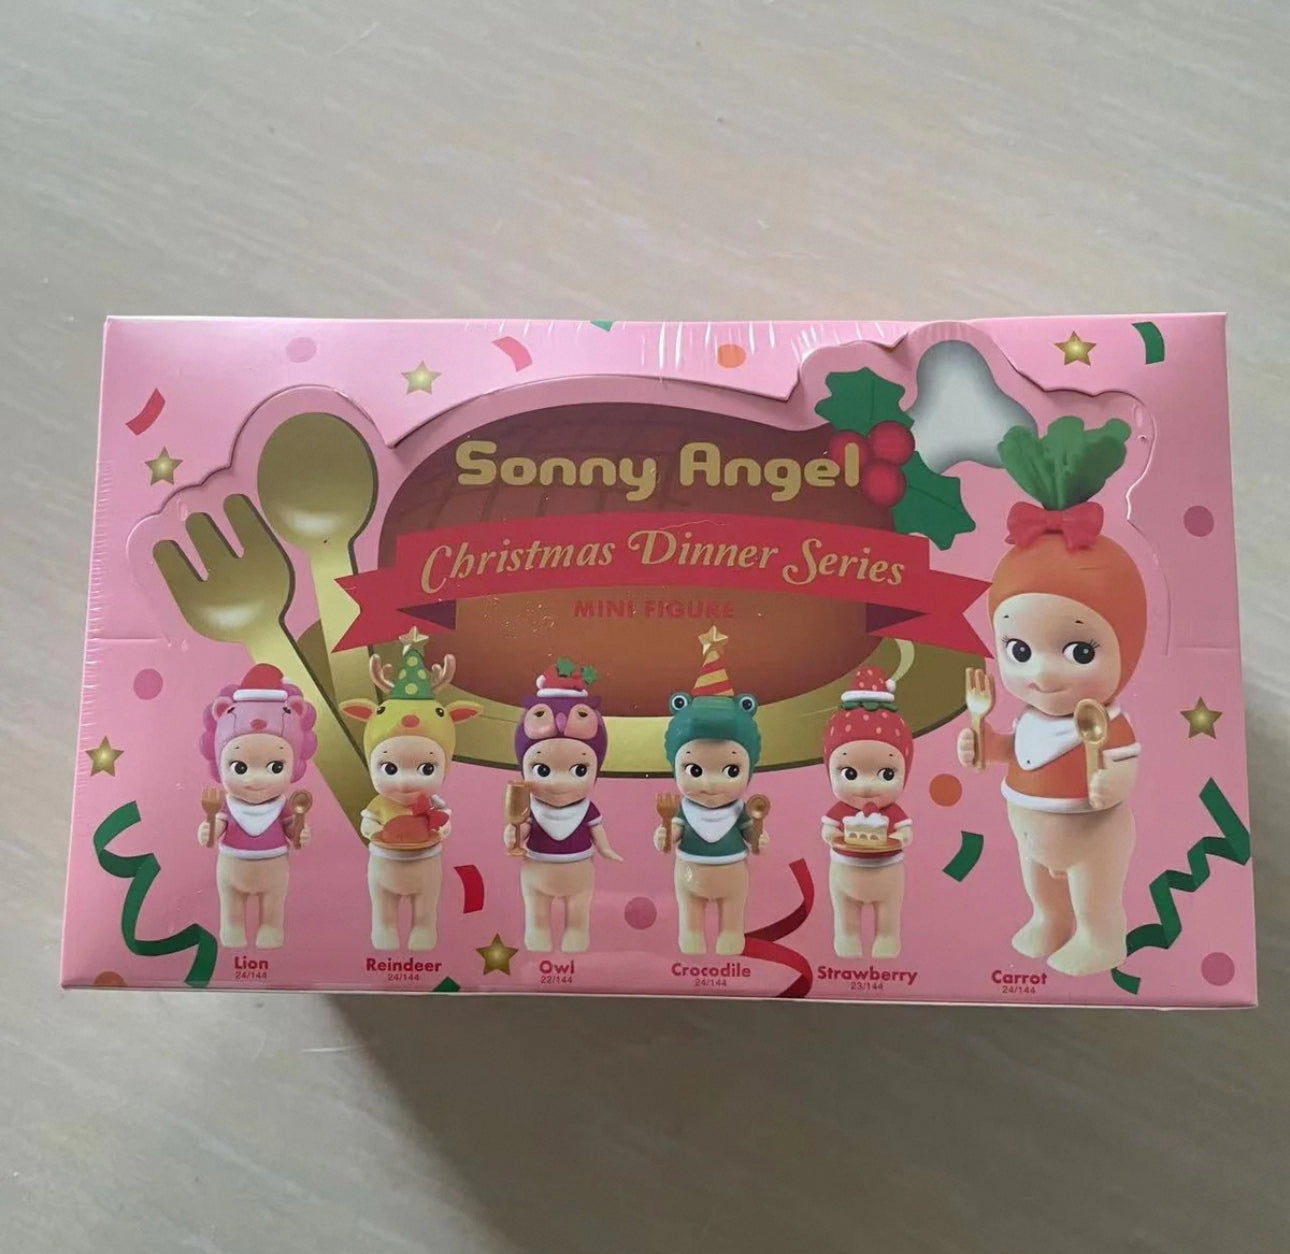 Sonny Angel
Christmas Dinner Series
MINI FIGURE
Lion
24/144
Reindeer
24/144
Owl
22/144
Crocodile
24/144
Strawberry
23/144
Carrot
24/144